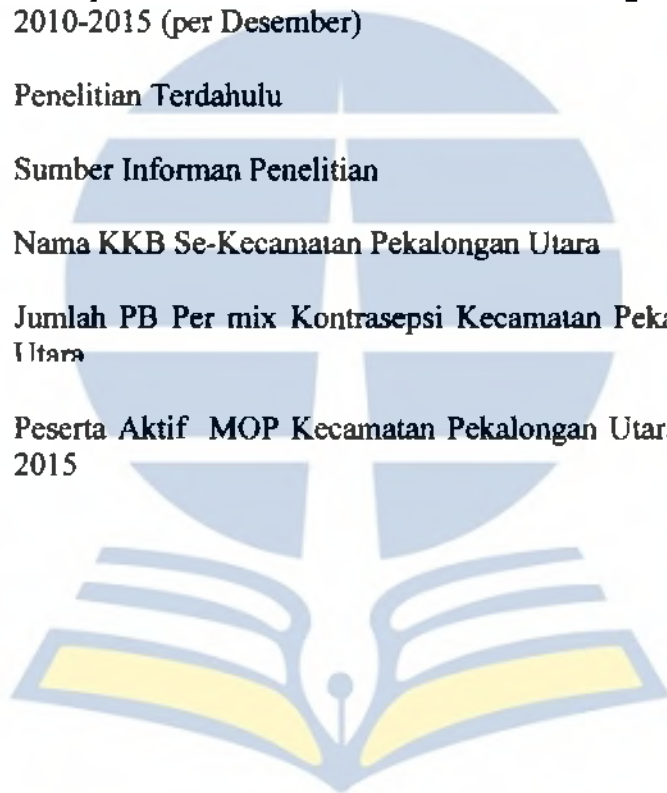 2010-2015 (per Desember)
Penelitian Terdahulu
Sumber Informan Penelitian
Nama KKB Se-Kecamatan Pekalongan Utara
Jumlah PB Per mix Kontrasepsi Kecamatan Peka
Utara
Peserta Aktif MOP Kecamatan Pekalongan Utar
2015